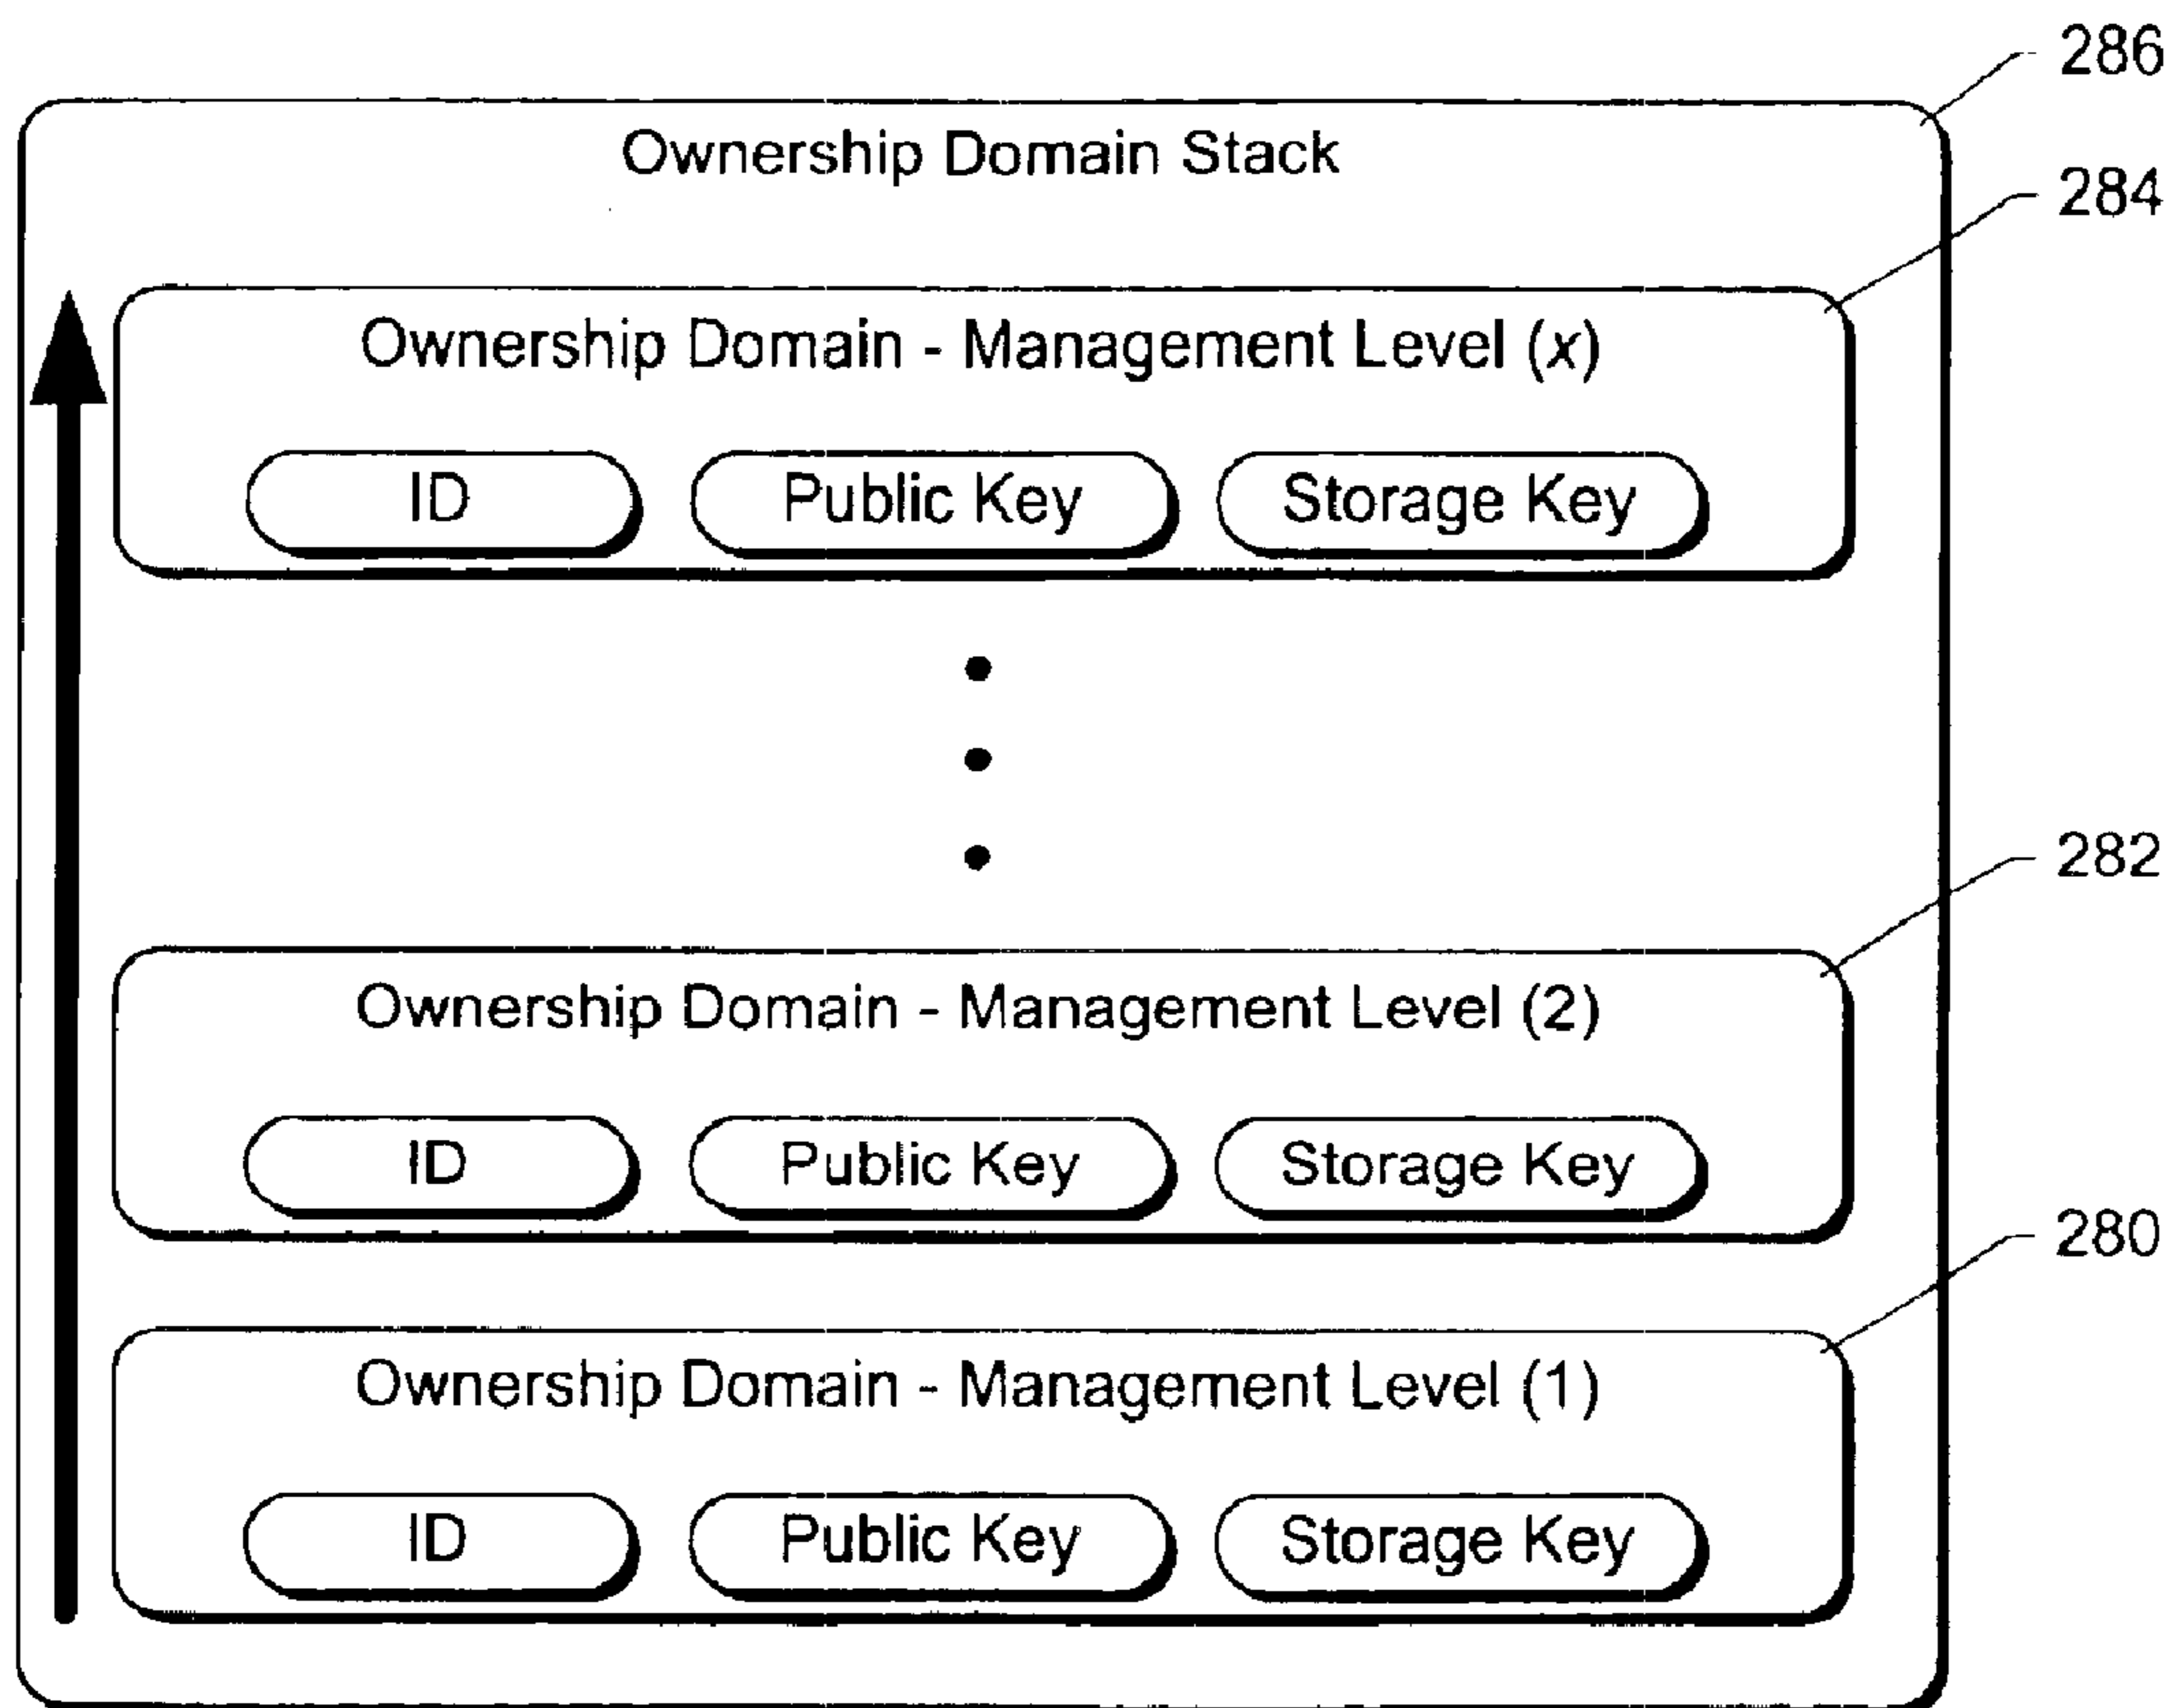 286
Ownership Domain Stack
284
Ownership Domain - Management Level (x)
ID Public Key Storage Key
282
Ownership Domain - Management Level (2)
ID Public Key Storage Key
280
Ownership Domain - Management Level (1)
ID Public Key Storage Key